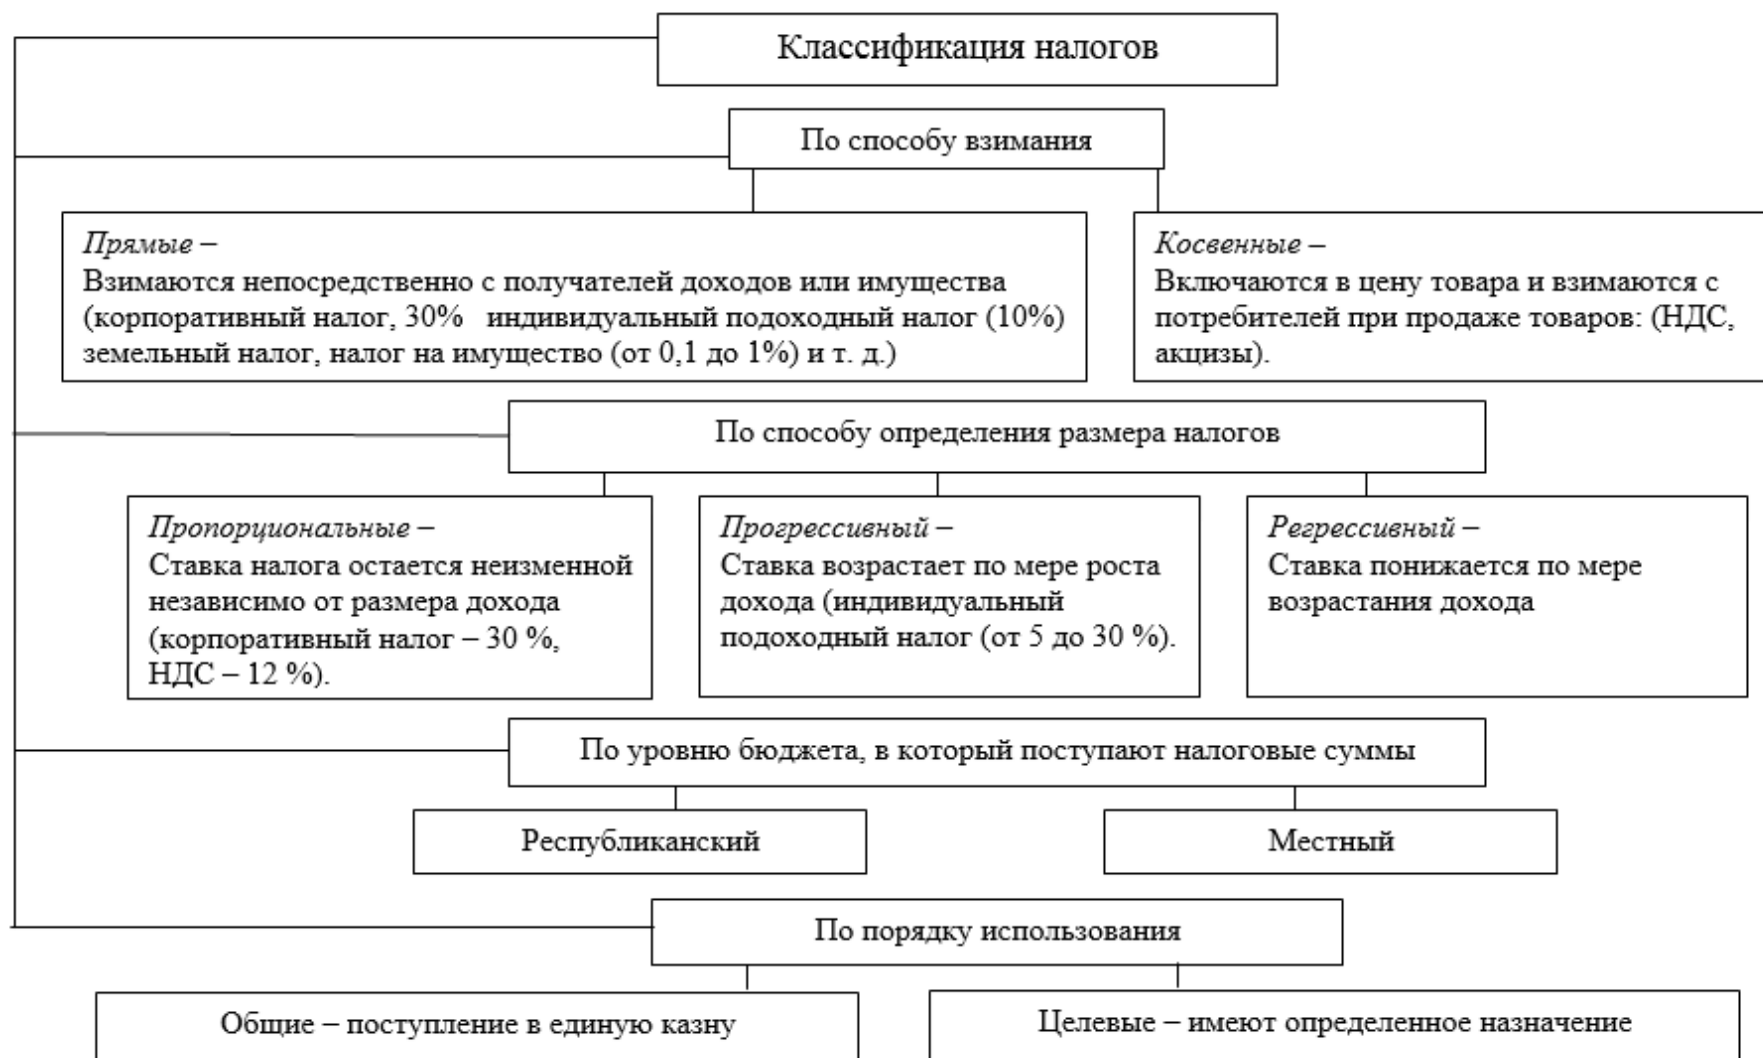 Классификация налогов
По способу взимания
Прямые –
Взимаются непосредственно с получателей доходов или имущества
(корпоративный налог, 30% индивидуальный подоходный налог (10%)
земельный налог, налог на имущество (от 0,1 до 1%) и т. д.)
Косвенные –
Включаются в цену товара и взимаются с
потребителей при продаже товаров: (НДС,
акцизы).
По способу определения размера налогов
Пропорциональные –
Ставка налога остается неизменной
независимо от размера дохода
(корпоративный налог – 30 %,
НДС – 12 %).
Прогрессивный –
Ставка возрастает по мере роста
дохода (индивидуальный
подоходный налог (от 5 до 30 %).
Регрессивный –
Ставка понижается по мере
возрастания дохода
По уровню бюджета, в который поступают налоговые суммы
Республиканский
Местный
По порядку использования
Общие – поступление в единую казну
Целевые – имеют определенное назначение